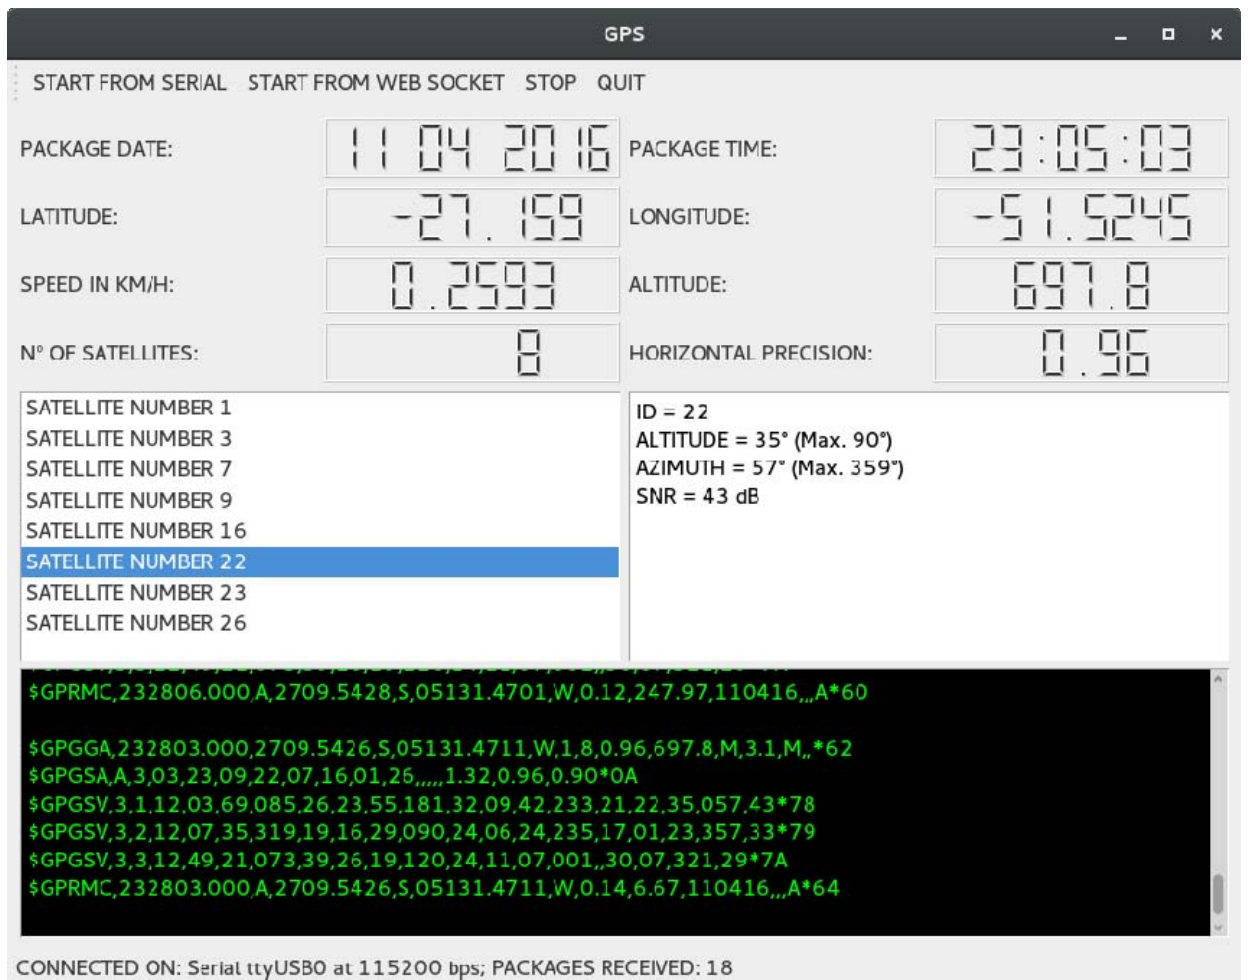 GPS
START FROM SERIAL START FROM WEB SOCKET STOP QUIT
PACKAGE DATE: 11 04 2016 PACKAGE TIME: 23:05:03
LATITUDE: -27.159 LONGITUDE: -51.5245
SPEED IN KM/H: 0.2593 ALTITUDE: 697.8
Nº OF SATELLITES: 8 HORIZONTAL PRECISION: 0.96
SATELLITE NUMBER 1
SATELLITE NUMBER 3
SATELLITE NUMBER 7
SATELLITE NUMBER 9
SATELLITE NUMBER 16
SATELLITE NUMBER 22
SATELLITE NUMBER 23
SATELLITE NUMBER 26
ID = 22
ALTITUDE = 35° (Max. 90°)
AZIMUTH = 57° (Max. 359°)
SNR = 43 dB
$GPRMC,232806.000,A,2709.5428,S,05131.4701,W,0.12,247.97,110416,,,A*60
$GPGGA,232803.000,2709.5426,S,05131.4711,W,1,8,0.96,697.8,M,3.1,M,,*62
$GPGSA,A,3,03,23,09,22,07,16,01,26,,,,,1.32,0.96,0.90*0A
$GPGSV,3,1,12,03,69,085,26,23,55,181,32,09,42,233,21,22,35,057,43*78
$GPGSV,3,2,12,07,35,319,19,16,29,090,24,06,24,235,17,01,23,357,33*79
$GPGSV,3,3,12,49,21,073,39,26,19,120,24,11,07,001,,30,07,321,29*7A
$GPRMC,232803.000,A,2709.5426,S,05131.4711,W,0.14,6.67,110416,,,A*64
CONNECTED ON: Serial ttyUSB0 at 115200 bps; PACKAGES RECEIVED: 18